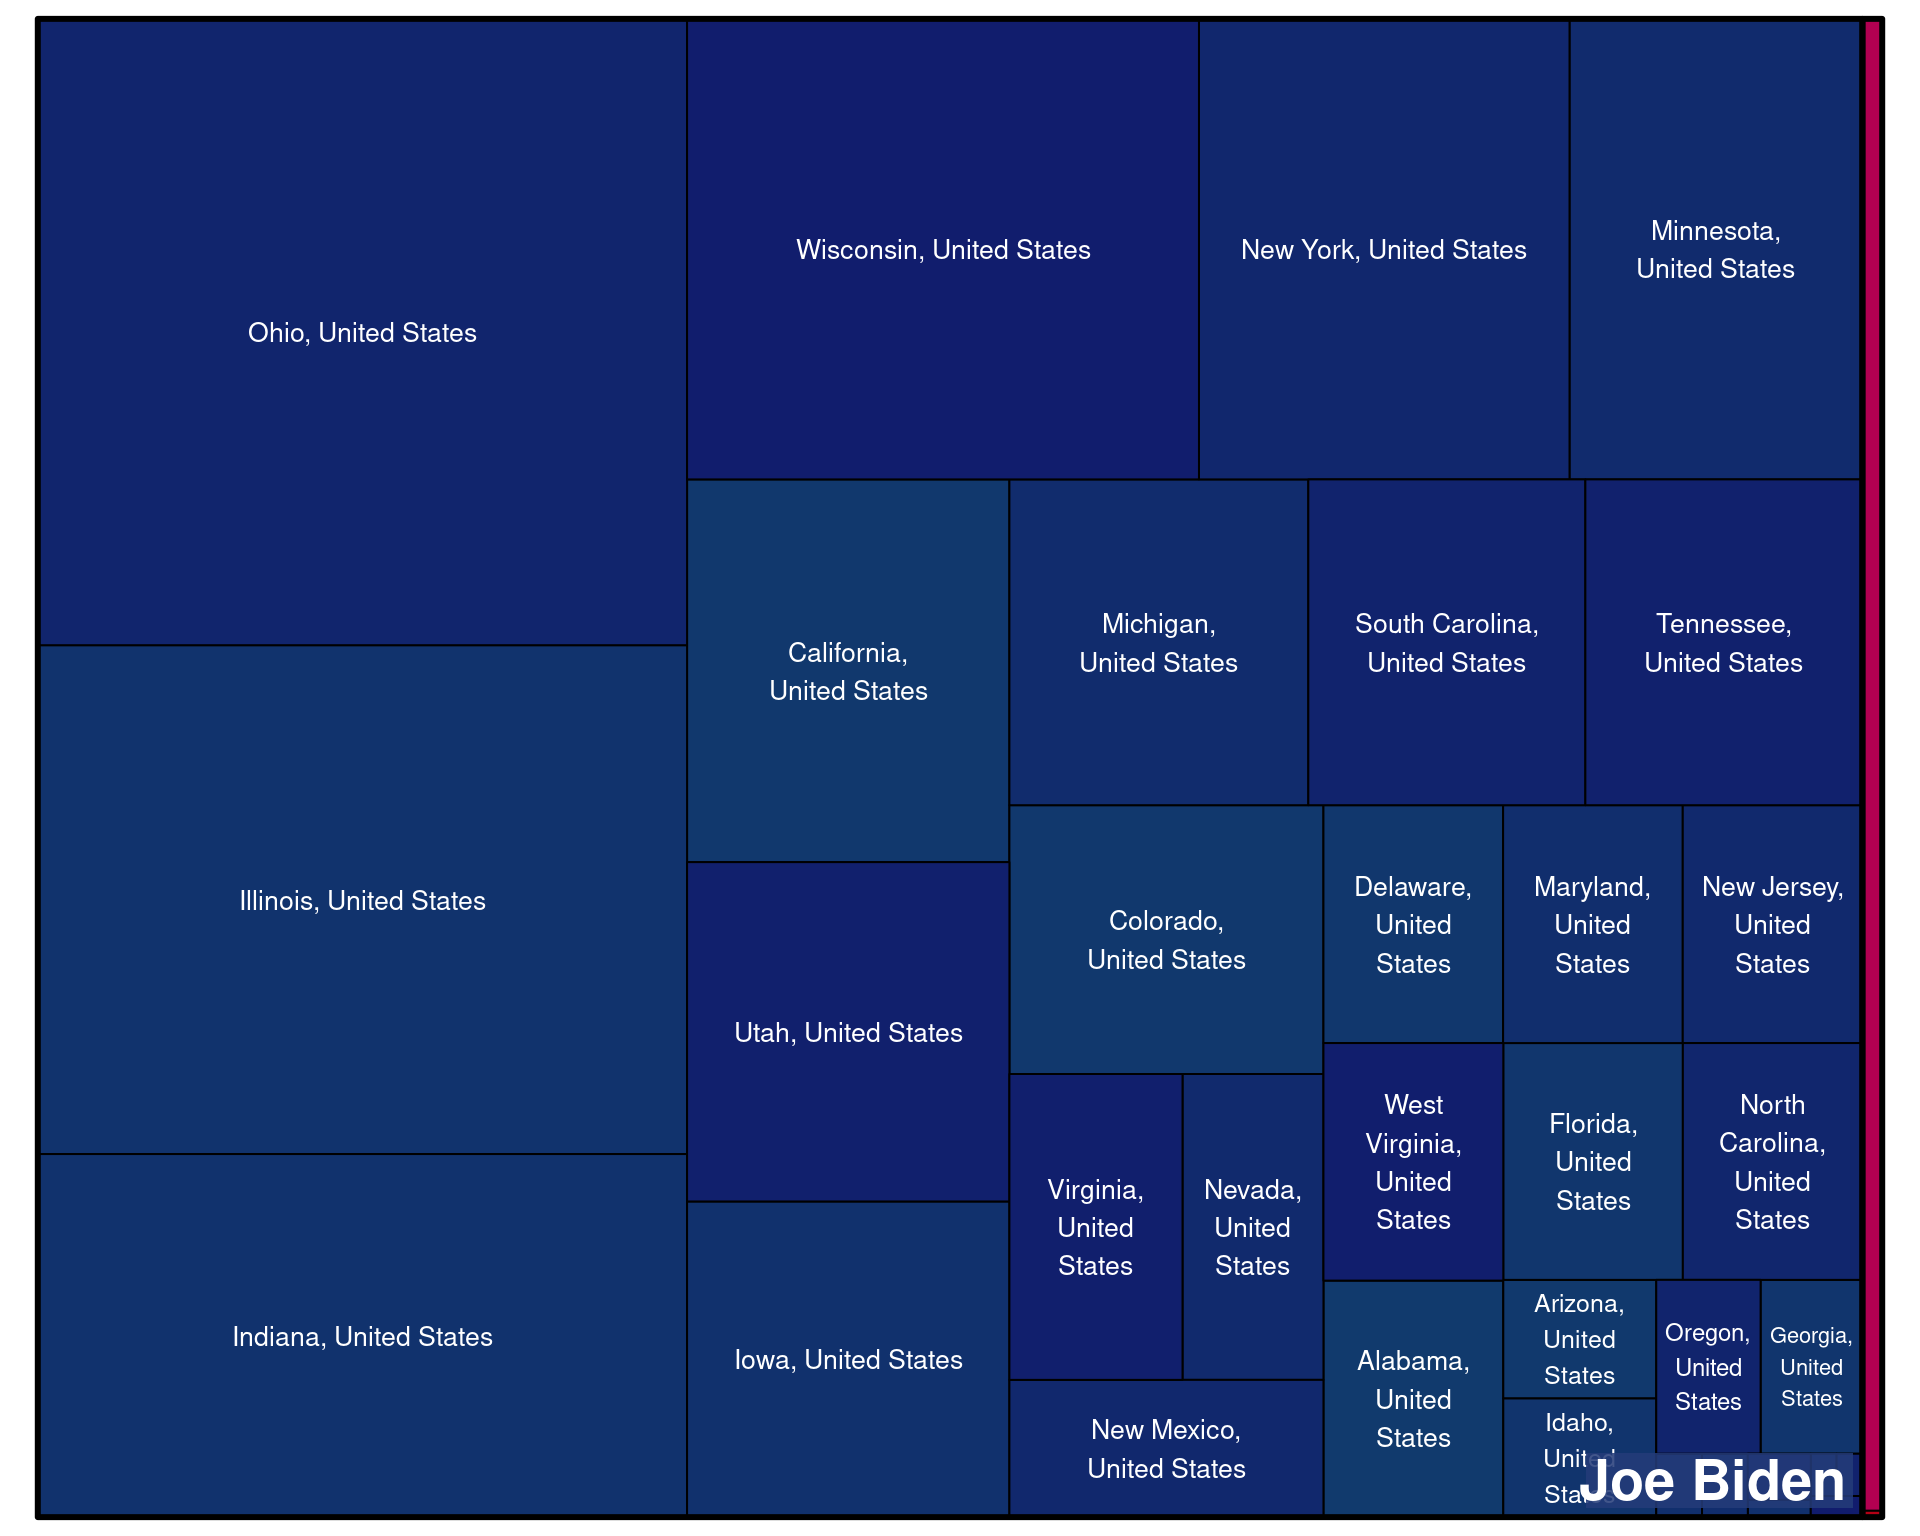 Ohio, United States
Wisconsin, United States
New York, United States
Minnesota,
United States
California,
United States
Michigan,
United States
South Carolina,
United States
Tennessee,
United States
Illinois, United States
Colorado,
United States
Delaware,
United
States
Maryland,
United
States
New Jersey,
United
States
Utah, United States
West
Virginia,
United
States
Florida,
United
States
North
Carolina,
United
States
Virginia,
United
States
Nevada,
United
States
Indiana, United States
Iowa, United States
New Mexico,
United States
Alabama,
United
States
Arizona,
United
States
Oregon,
United
States
Georgia,
United
States
Idaho,
United
States
Joe Biden